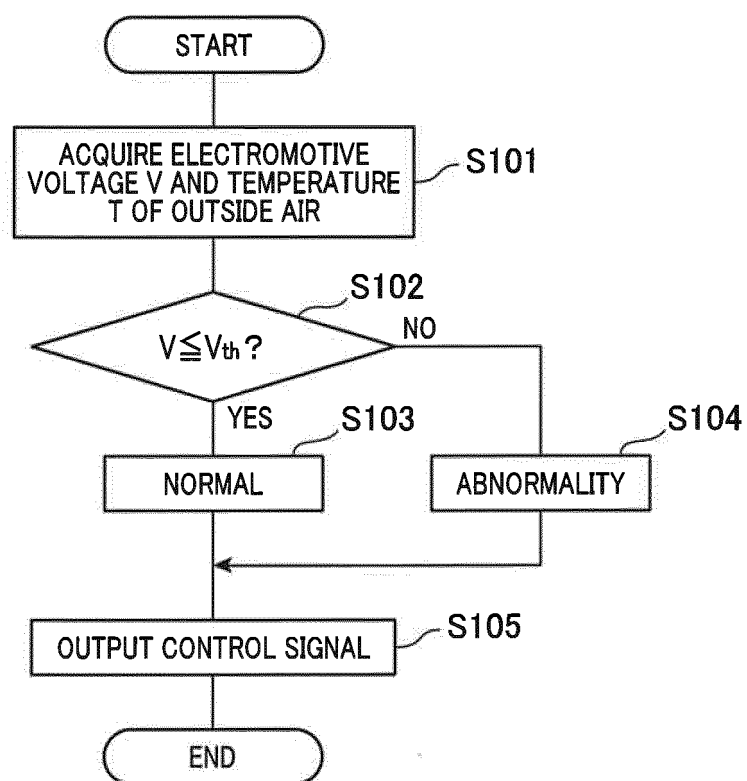 START
ACQUIRE ELECTROMOTIVE
VOLTAGE V AND TEMPERATURE
T OF OUTSIDE AIR
S101
S102
V≦Vth?
NO
YES
S103
S104
NORMAL
ABNORMALITY
OUTPUT CONTROL SIGNAL
S105
END